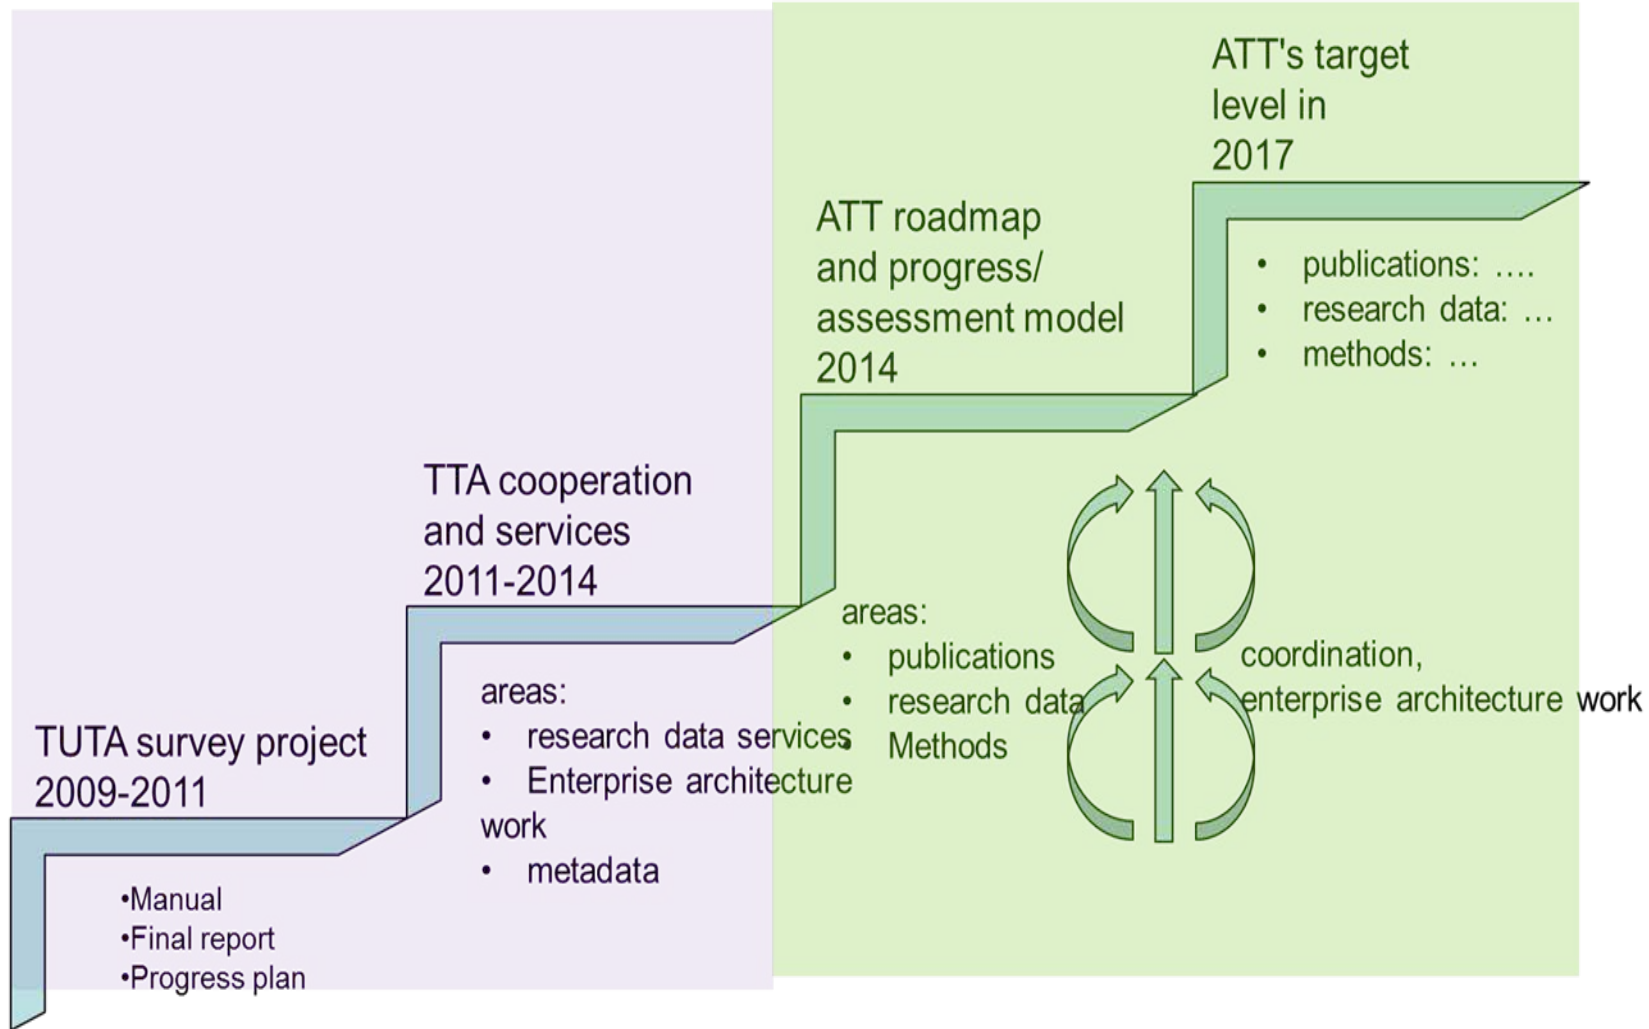 ATT's target
level in
2017
• publications: ....
• research data: ...
• methods: ...
ATT roadmap
and progress/
assessment model
2014
areas:
• publications
• research data
• Methods
coordination,
enterprise architecture work
TTA cooperation
and services
2011-2014
areas:
• research data services
• Enterprise architecture
work
• metadata
TUTA survey project
2009-2011
•Manual
•Final report
•Progress plan